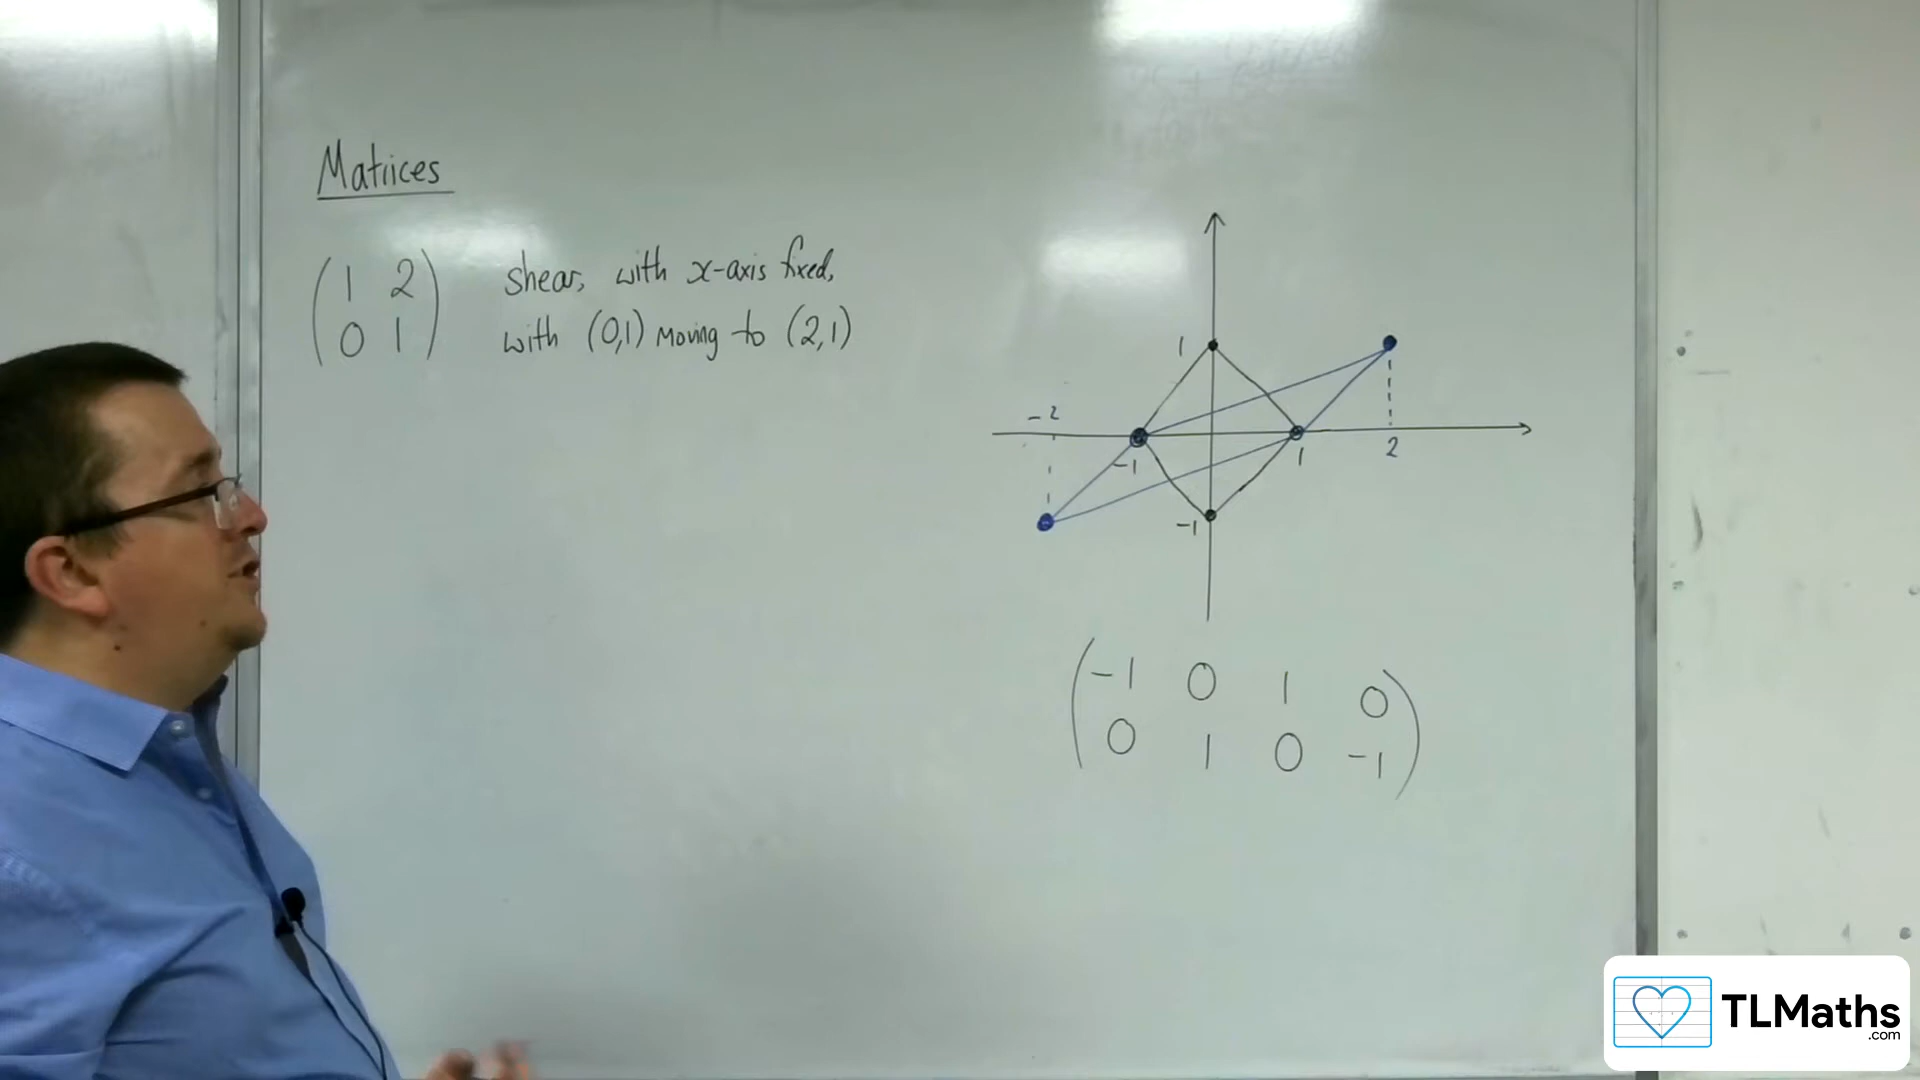 Matrices
( 1 2 ) shear, with x-axis fixed,
( 0 1 ) with (0,1) moving to (2,1)
1
-2
-1
1
2
-1
( -1 0 1 0 )
( 0 1 0 -1 )
TLMaths
.com